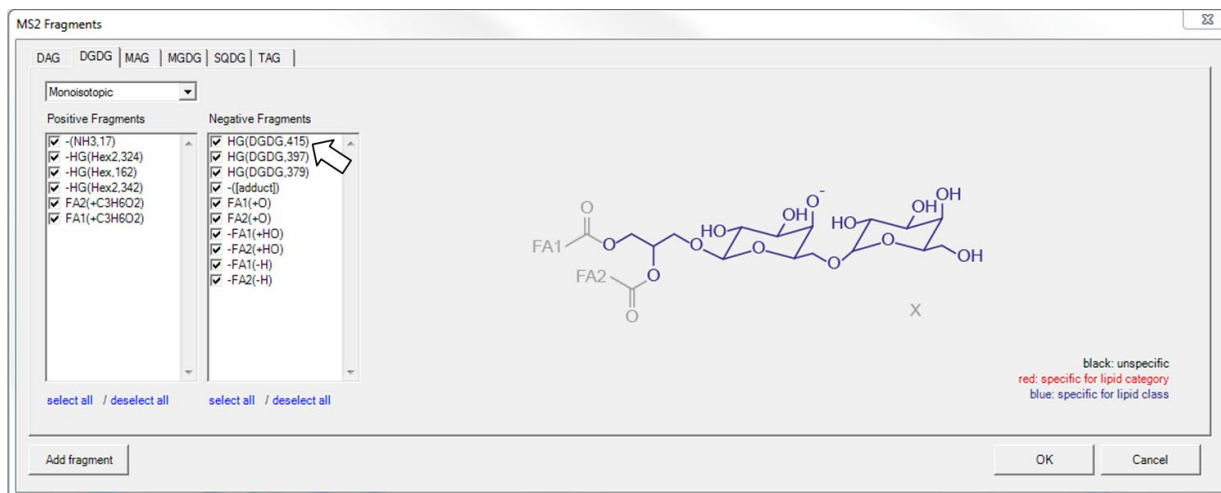 MS2 Fragments
DAG DGDG MAG MGDG SQDG TAG
Monoisotopic
Positive Fragments
-(NH3,17)
-HG(Hex2,324)
-HG(Hex,162)
-HG(Hex2,342)
FA2(+C3H6O2)
FA1(+C3H6O2)
select all / deselect all
Negative Fragments
HG(DGDG,415)
HG(DGDG,397)
HG(DGDG,379)
-([adduct])
FA1(+O)
FA2(+O)
-FA1(+HO)
-FA2(+HO)
-FA1(-H)
-FA2(-H)
select all / deselect all
O
FA1
O
FA2
O
O
O
HO
OH
O⁻
O
O
HO
OH
OH
O
OH
X
black: unspecific
red: specific for lipid category
blue: specific for lipid class
Add fragment
OK
Cancel